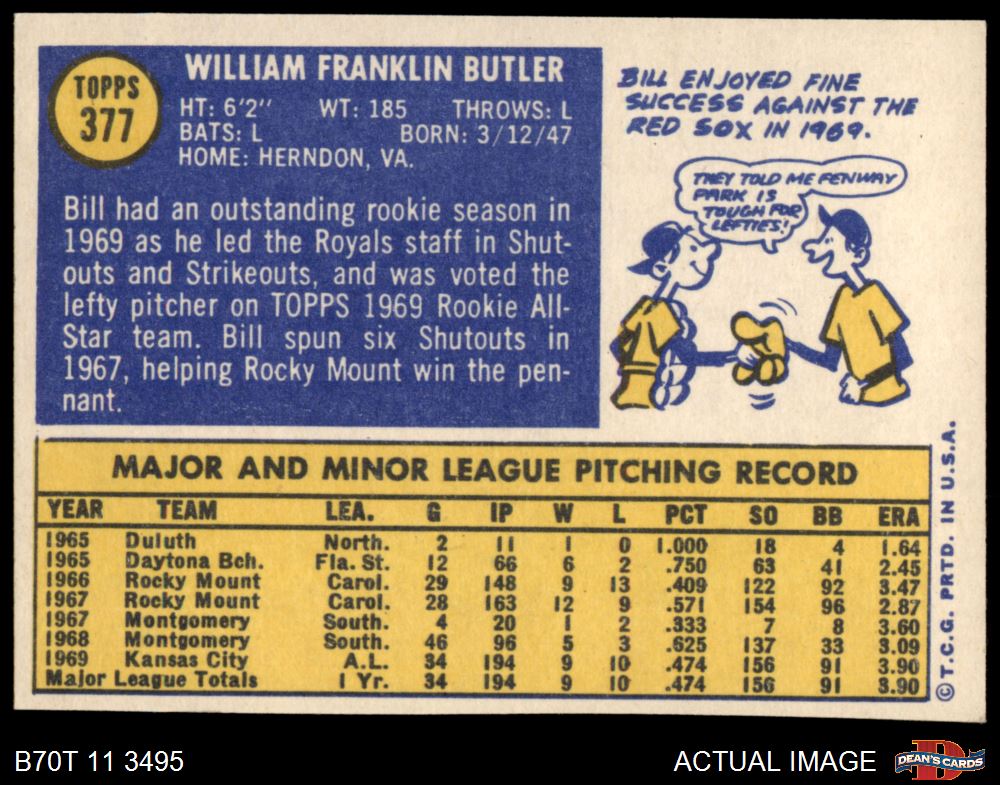 TOPPS
377
WILLIAM FRANKLIN BUTLER
HT: 6'2" WT: 185 THROWS: L
BATS: L BORN: 3/12/47
HOME: HERNDON, VA.
Bill had an outstanding rookie season in
1969 as he led the Royals staff in Shut-
outs and Strikeouts, and was voted the
lefty pitcher on TOPPS 1969 Rookie All-
Star team. Bill spun six Shutouts in
1967, helping Rocky Mount win the pen-
nant.
BILL ENJOYED FINE
SUCCESS AGAINST THE
RED SOX IN 1969.
THEY TOLD ME FENWAY
PARK IS
TOUGH FOR
LEFTIES!
MAJOR AND MINOR LEAGUE PITCHING RECORD
YEAR TEAM LEA. G IP W L PCT SO BB ERA
1965 Duluth North. 2 11 1 0 1.000 18 4 1.64
1965 Daytona Bch. Fla. St. 12 66 6 2 .750 63 41 2.45
1966 Rocky Mount Carol. 29 148 9 13 .409 122 92 3.47
1967 Rocky Mount Carol. 28 163 12 9 .571 154 96 2.87
1967 Montgomery South. 4 20 1 2 .333 7 8 3.60
1968 Montgomery South. 46 96 5 3 .625 137 33 3.09
1969 Kansas City A.L. 34 194 9 10 .474 156 91 3.90
Major League Totals 1 Yr. 34 194 9 10 .474 156 91 3.90
© T.C.G. PRTD. IN U.S.A.
B70T 11 3495
ACTUAL IMAGE
DEAN'S CARDS